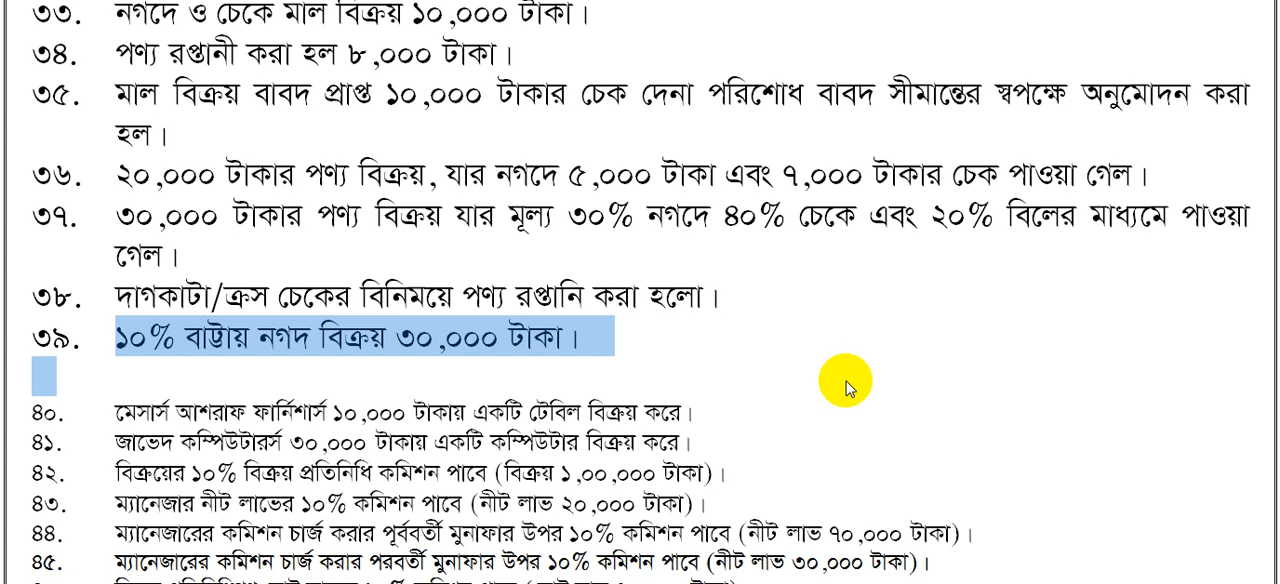 ৩৩. নগদে ও চেকে মাল বিক্রয় ১০,০০০ টাকা।
৩৪. পণ্য রপ্তানী করা হল ৮,০০০ টাকা।
৩৫. মাল বিক্রয় বাবদ প্রাপ্ত ১০,০০০ টাকার চেক দেনা পরিশোধ বাবদ সীমান্তের স্বপক্ষে অনুমোদন করা
হল।
৩৬. ২০,০০০ টাকার পণ্য বিক্রয়, যার নগদে ৫,০০০ টাকা এবং ৭,০০০ টাকার চেক পাওয়া গেল।
৩৭. ৩০,০০০ টাকার পণ্য বিক্রয় যার মূল্য ৩০% নগদে ৪০% চেকে এবং ২০% বিলের মাধ্যমে পাওয়া
গেল।
৩৮. দাগকাটা/ক্রস চেকের বিনিময়ে পণ্য রপ্তানি করা হলো।
৩৯. ১০% বাট্টায় নগদ বিক্রয় ৩০,০০০ টাকা।
৪০. মেসার্স আশরাফ ফার্নিশার্স ১০,০০০ টাকায় একটি টেবিল বিক্রয় করে।
৪১. জাভেদ কম্পিউটারর্স ৩০,০০০ টাকায় একটি কম্পিউটার বিক্রয় করে।
৪২. বিক্রয়ের ১০% বিক্রয় প্রতিনিধি কমিশন পাবে (বিক্রয় ১,০০,০০০ টাকা)।
৪৩. ম্যানেজার নীট লাভের ১০% কমিশন পাবে (নীট লাভ ২০,০০০ টাকা)।
৪৪. ম্যানেজারের কমিশন চার্জ করার পূর্ববর্তী মুনাফার উপর ১০% কমিশন পাবে (নীট লাভ ৭০,০০০ টাকা)।
৪৫. ম্যানেজারের কমিশন চার্জ করার পরবর্তী মুনাফার উপর ১০% কমিশন পাবে (নীট লাভ ৩০,০০০ টাকা)।